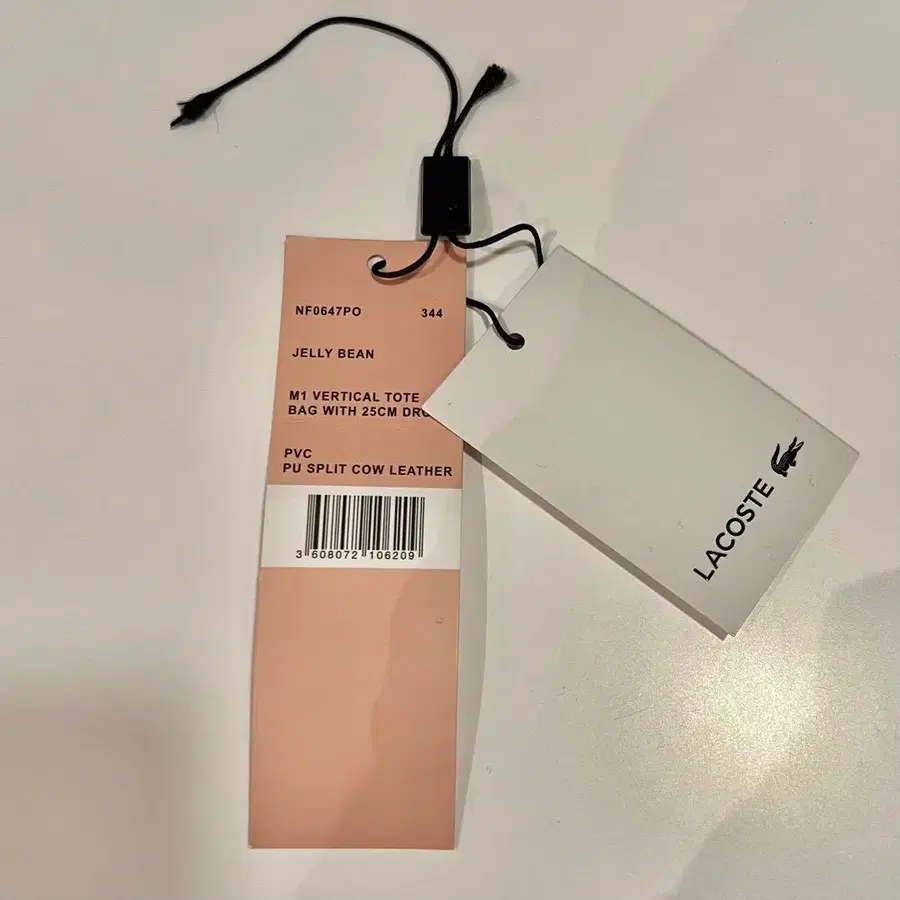 NF0647PO 344
JELLY BEAN
M1 VERTICAL TOTE
BAG WITH 25CM
PVC
PU SPLIT COW LEATHER
3 608072 106209
LACOSTE